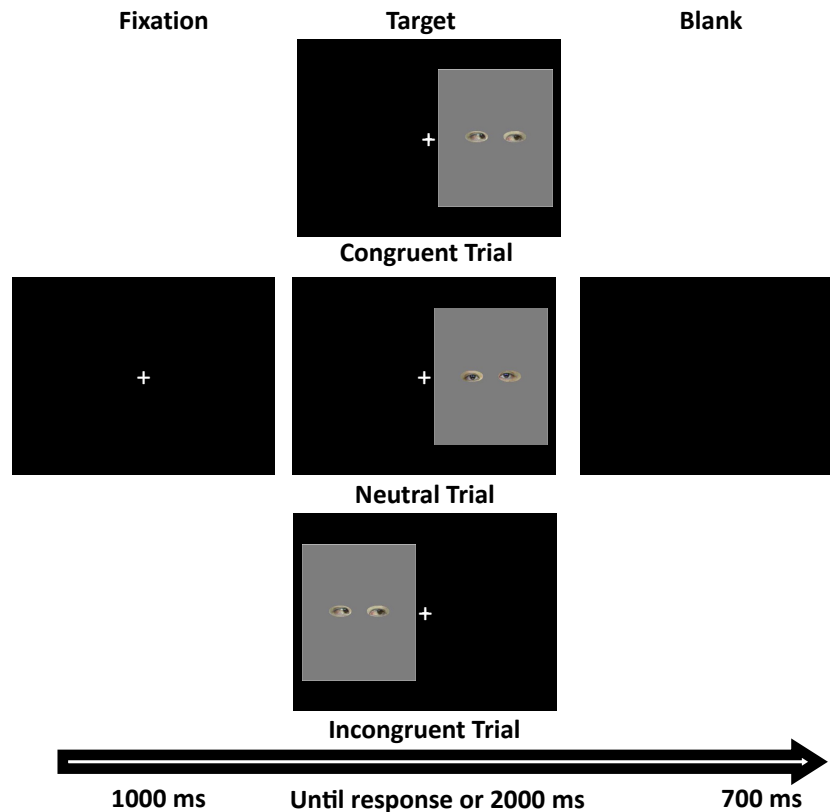 Fixation Target Blank
+
Congruent Trial
+ +
Neutral Trial
+
Incongruent Trial
1000 ms Until response or 2000 ms 700 ms